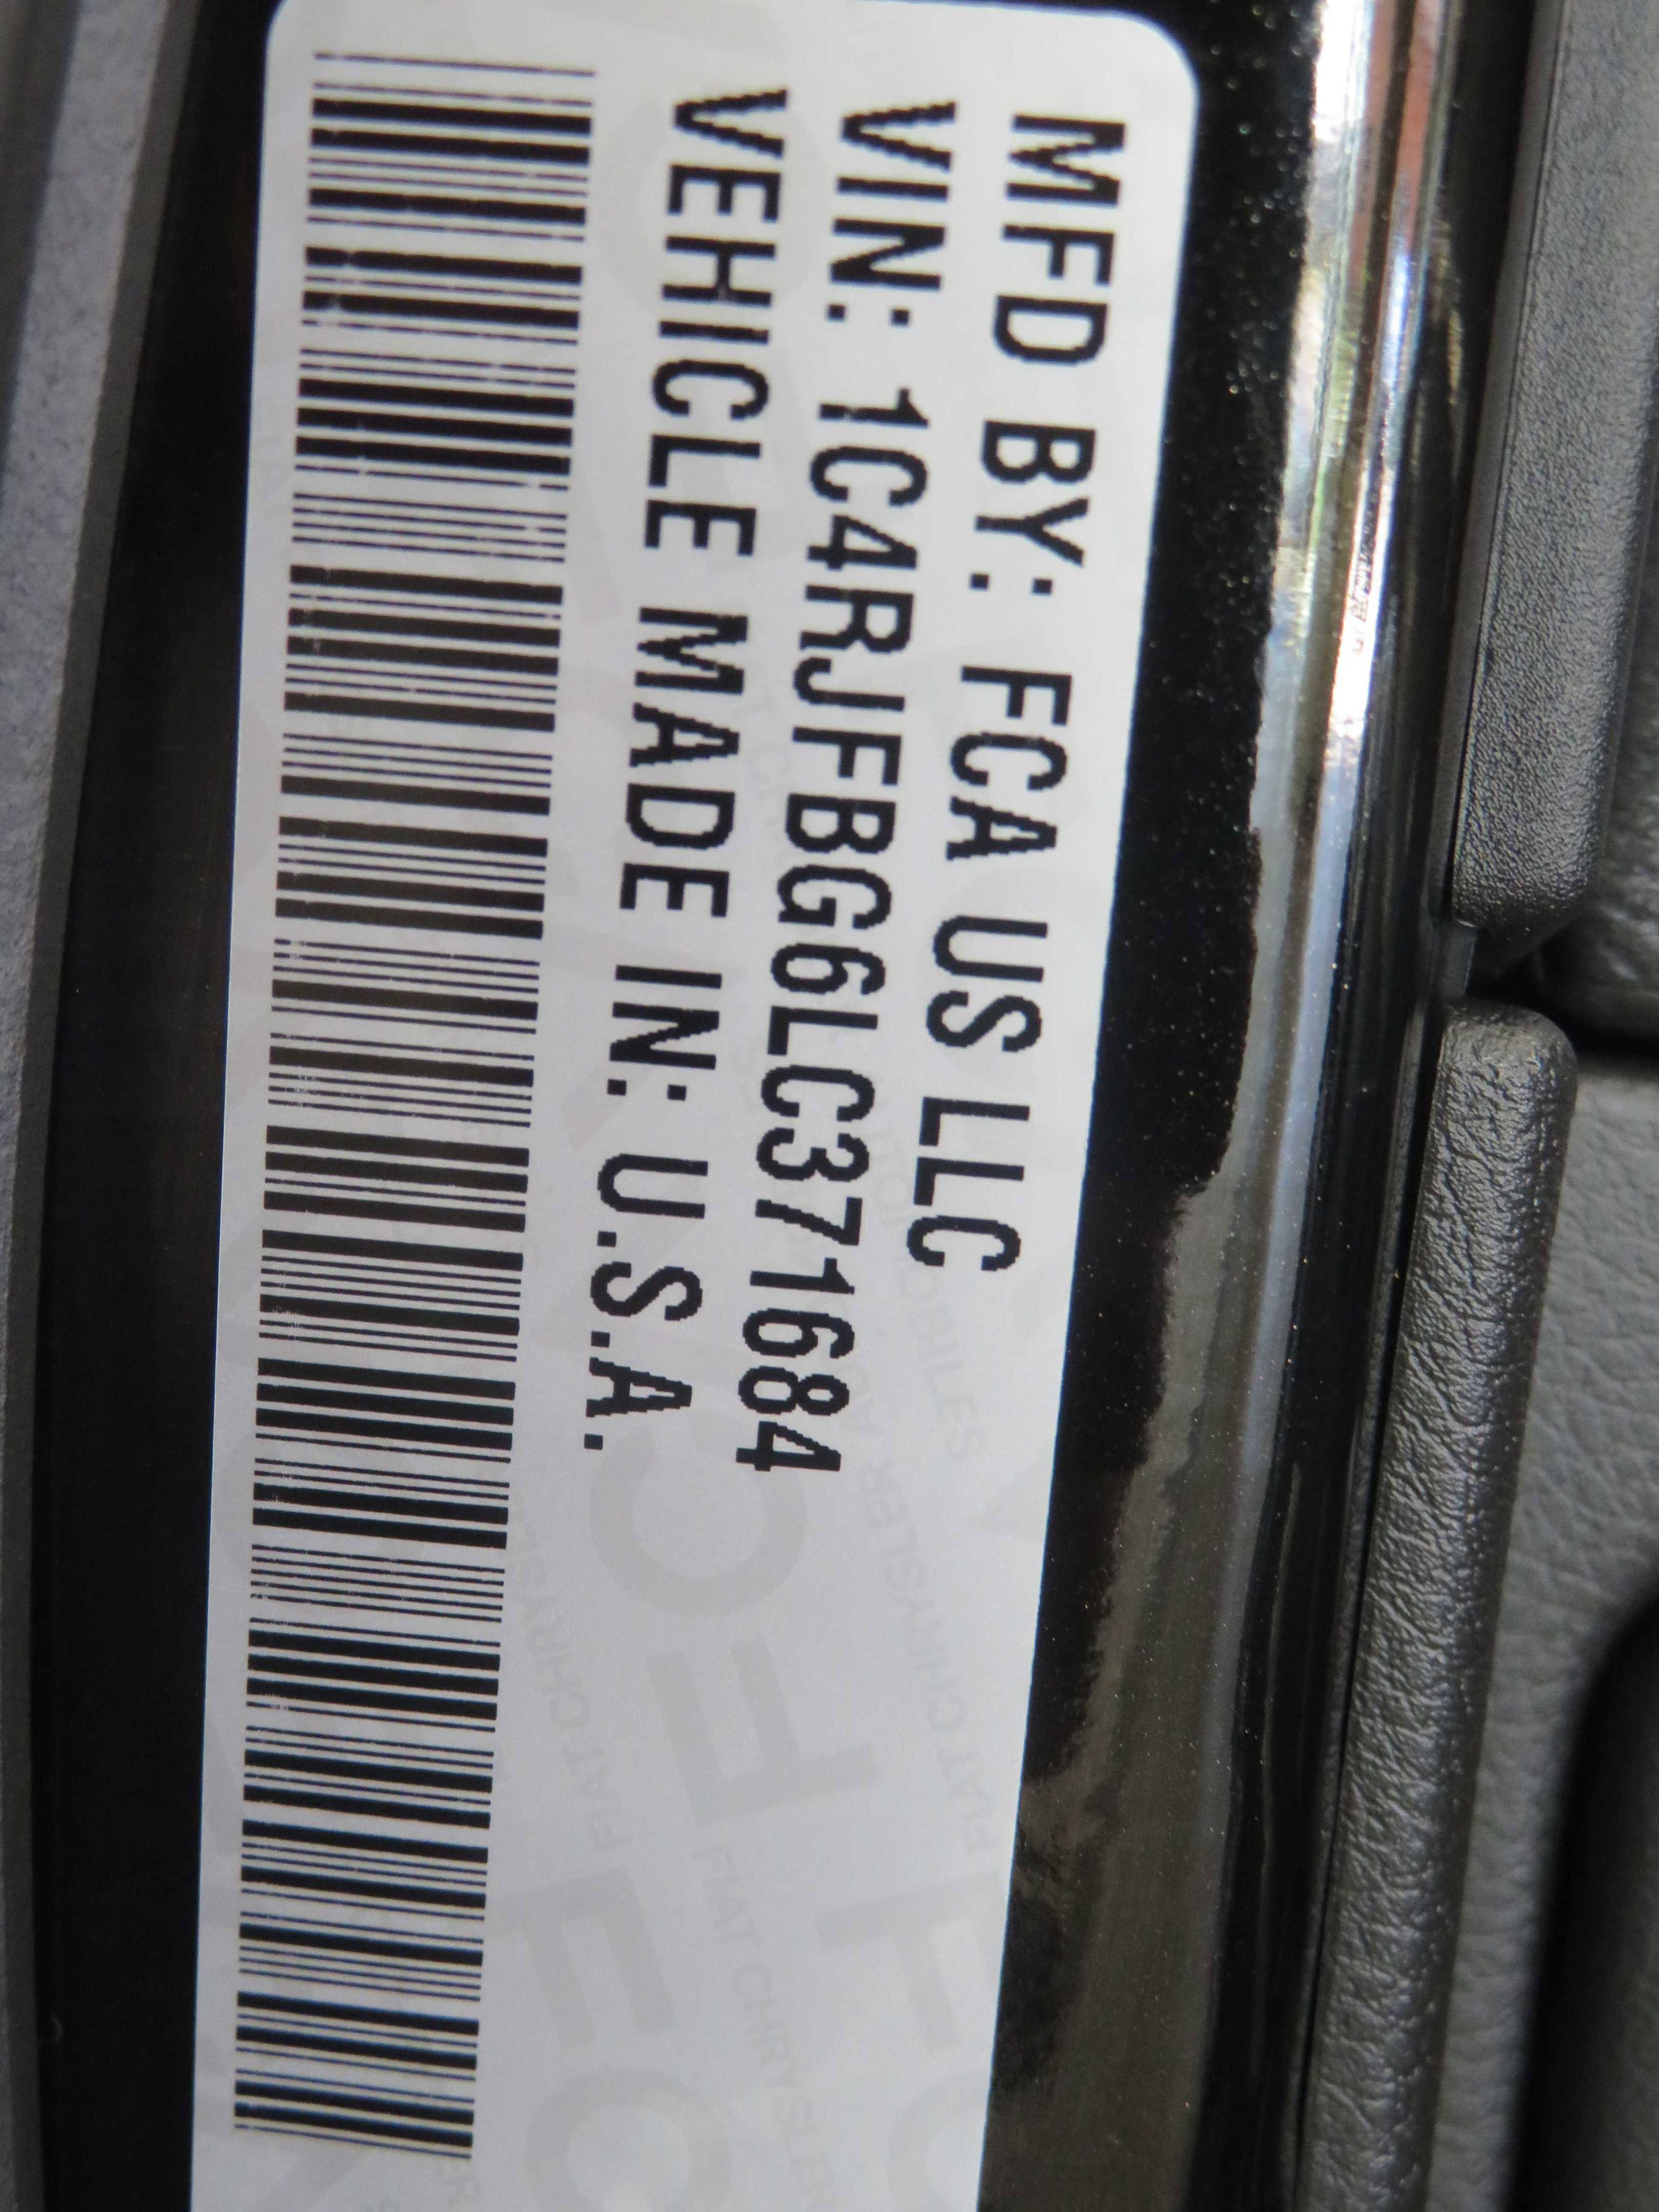 MFD BY: FCA US LLC
VIN: 1C4RJFBG6LC371684
VEHICLE MADE IN: U.S.A.